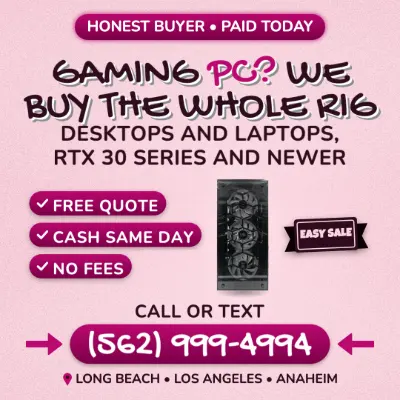 HONEST BUYER • PAID TODAY
GAMING PC? WE
BUY THE WHOLE RIG
DESKTOPS AND LAPTOPS,
RTX 30 SERIES AND NEWER
FREE QUOTE
CASH SAME DAY
NO FEES
EASY SALE
CALL OR TEXT
(562) 999-4994
LONG BEACH • LOS ANGELES • ANAHEIM